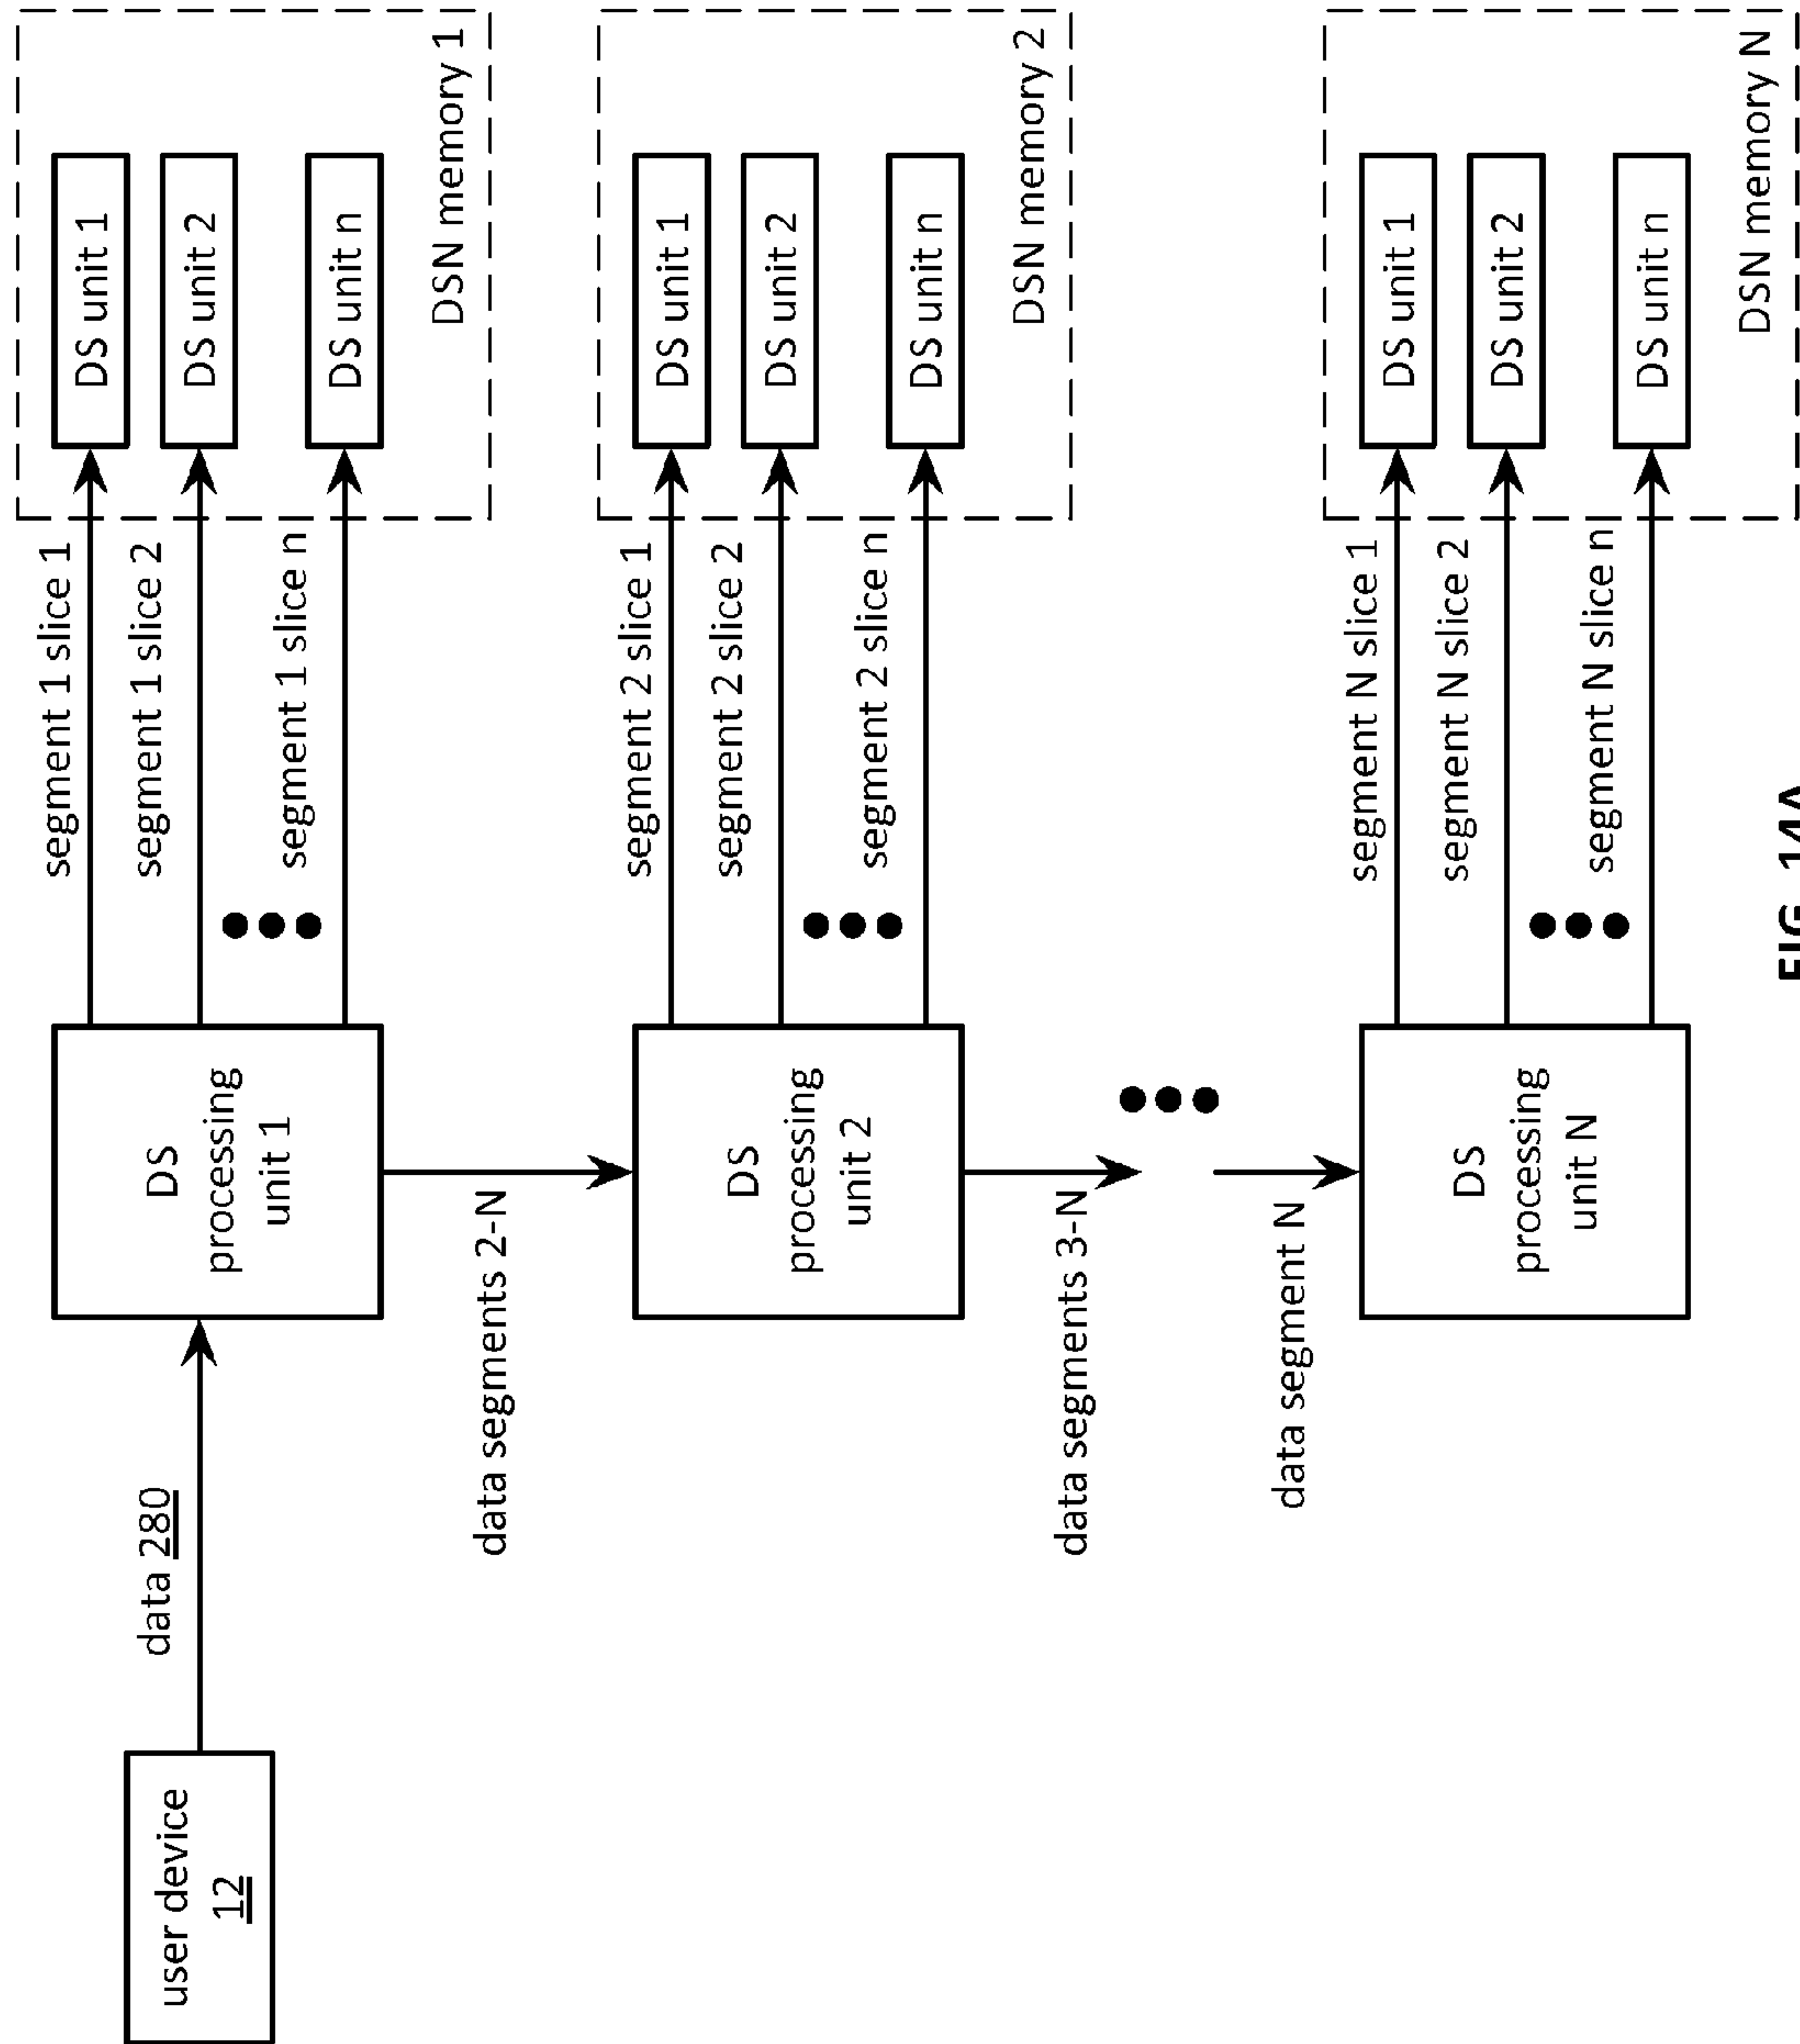 user device
12
data 280
DS
processing
unit 1
segment 1 slice 1
segment 1 slice 2
segment 1 slice n
DS unit 1
DS unit 2
DS unit n
DSN memory 1
data segments 2-N
DS
processing
unit 2
segment 2 slice 1
segment 2 slice 2
segment 2 slice n
DS unit 1
DS unit 2
DS unit n
DSN memory 2
data segments 3-N
data segment N
DS
processing
unit N
segment N slice 1
segment N slice 2
segment N slice n
DS unit 1
DS unit 2
DS unit n
DSN memory N
FIG. 14A